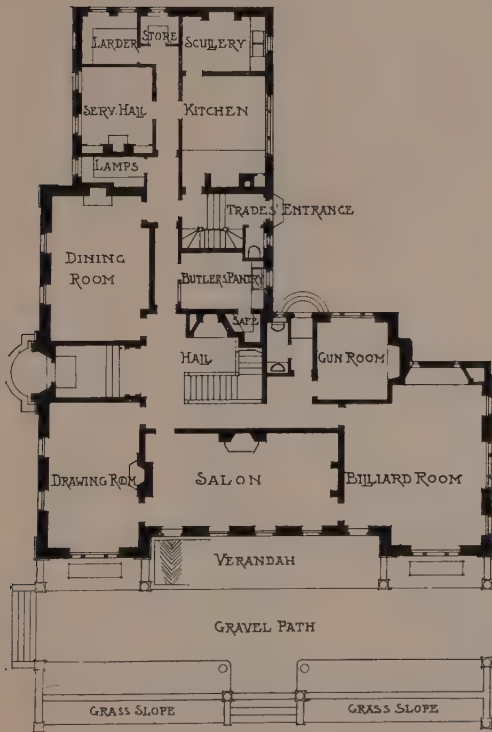 LARDER
STORE
SCULLERY
SERV. HALL
KITCHEN
LAMPS
TRADES' ENTRANCE
DINING
ROOM
BUTLERS PANTRY
SAFE
HALL
GUN ROOM
DRAWING ROOM
SALON
BILLIARD ROOM
VERANDAH
GRAVEL PATH
GRASS SLOPE
GRASS SLOPE